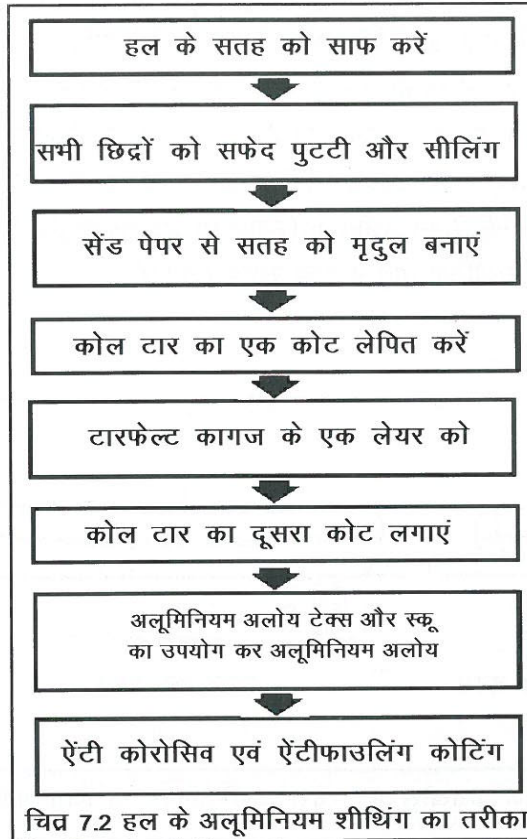 हल के सतह को साफ करें
सभी छिद्रों को सफेद पुटटी और सीलिंग
सेंड पेपर से सतह को मृदुल बनाएं
कोल टार का एक कोट लेपित करें
टारफेल्ट कागज के एक लेयर को
कोल टार का दूसरा कोट लगाएं
अलूमिनियम अलोय टेक्स और स्कू
का उपयोग कर अलूमिनियम अलोय
ऐंटी कोरोसिव एवं ऐंटीफाउलिंग कोटिंग
चित्र 7.2 हल के अलूमिनियम शीथिंग का तरीका